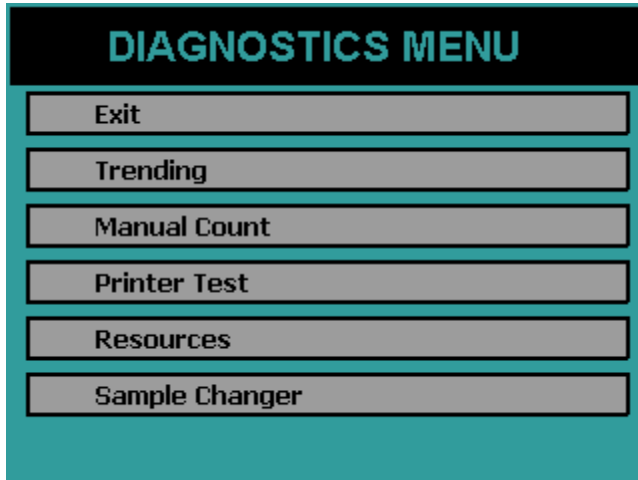 DIAGNOSTICS MENU
Exit
Trending
Manual Count
Printer Test
Resources
Sample Changer